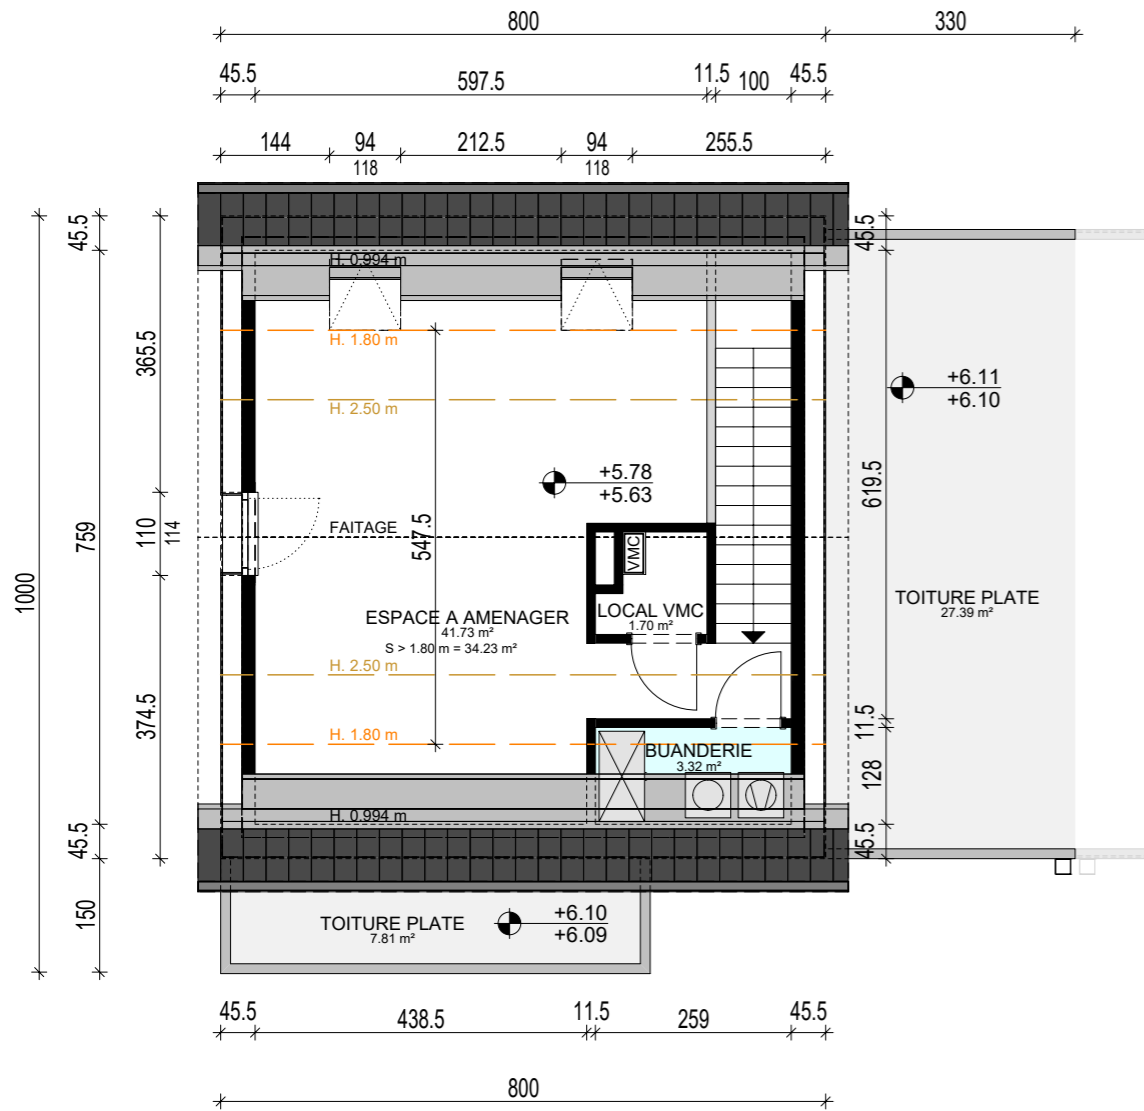 800 330
45.5 597.5 11.5 100 45.5
144 94 212.5 94 255.5
118 118
H. 0.994 m
H. 1.80 m
H. 2.50 m
+6.11
+6.10
+5.78
+5.63
FAITAGE
VMC
ESPACE A AMENAGER
41.73 m²
S > 1.80 m = 34.23 m²
LOCAL VMC
1.70 m²
TOITURE PLATE
27.39 m²
H. 2.50 m
H. 1.80 m
BUANDERIE
3.32 m²
H. 0.994 m
TOITURE PLATE
7.81 m²
+6.10
+6.09
1000
45.5
759
45.5
150
365.5
110
114
374.5
547.5
45.5
619.5
11.5
128
45.5
45.5 438.5 11.5 259 45.5
800